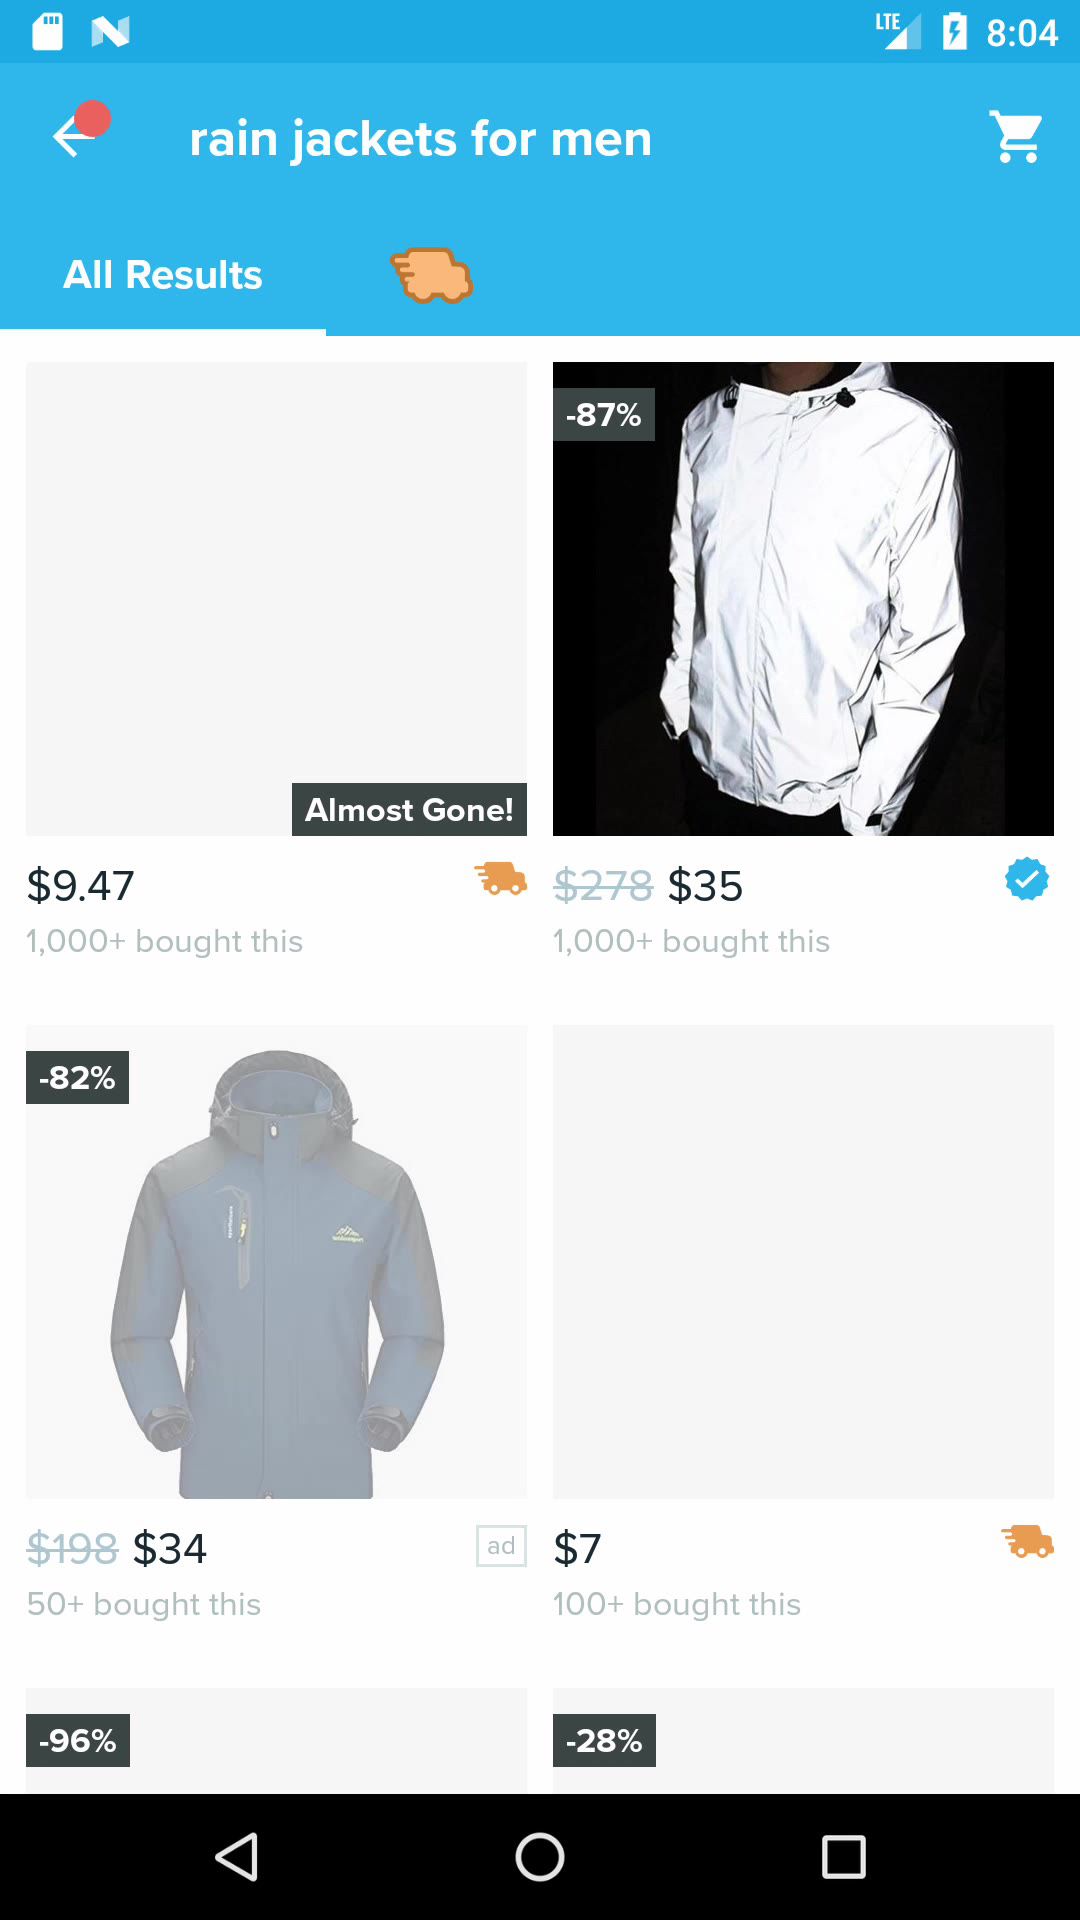 LTE
8:04
rain jackets for men
All Results
-87%
Almost Gone!
$9.47
1,000+ bought this
$278 $35
1,000+ bought this
-82%
$198 $34
ad
50+ bought this
$7
100+ bought this
-96%
-28%